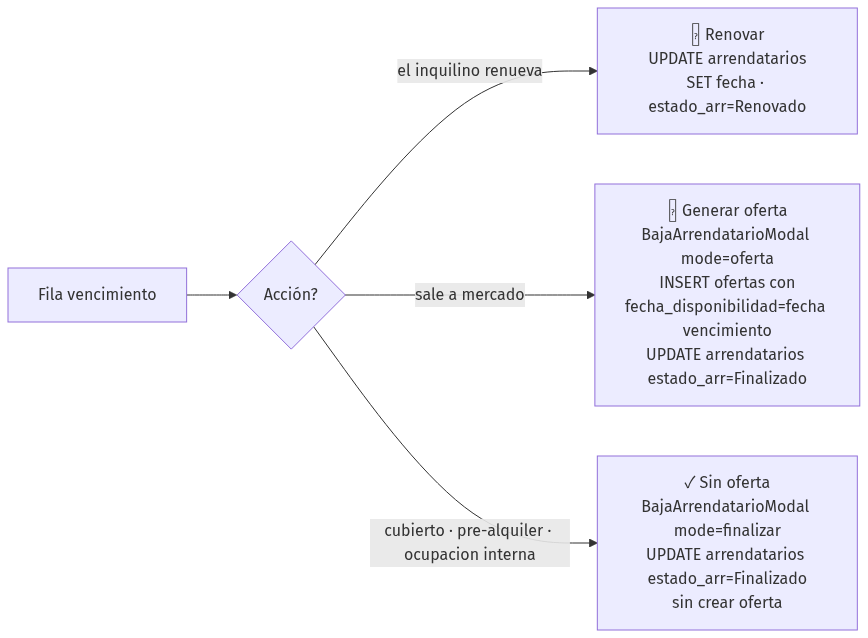 Fila vencimiento
Acción?
el inquilino renueva
sale a mercado
cubierto · pre-alquiler ·
ocupacion interna
Renovar
UPDATE arrendatarios
SET fecha ·
estado_arr=Renovado
Generar oferta
BajaArrendatarioModal
mode=oferta
INSERT ofertas con
fecha_disponibilidad=fecha
vencimiento
UPDATE arrendatarios
estado_arr=Finalizado
✓ Sin oferta
BajaArrendatarioModal
mode=finalizar
UPDATE arrendatarios
estado_arr=Finalizado
sin crear oferta